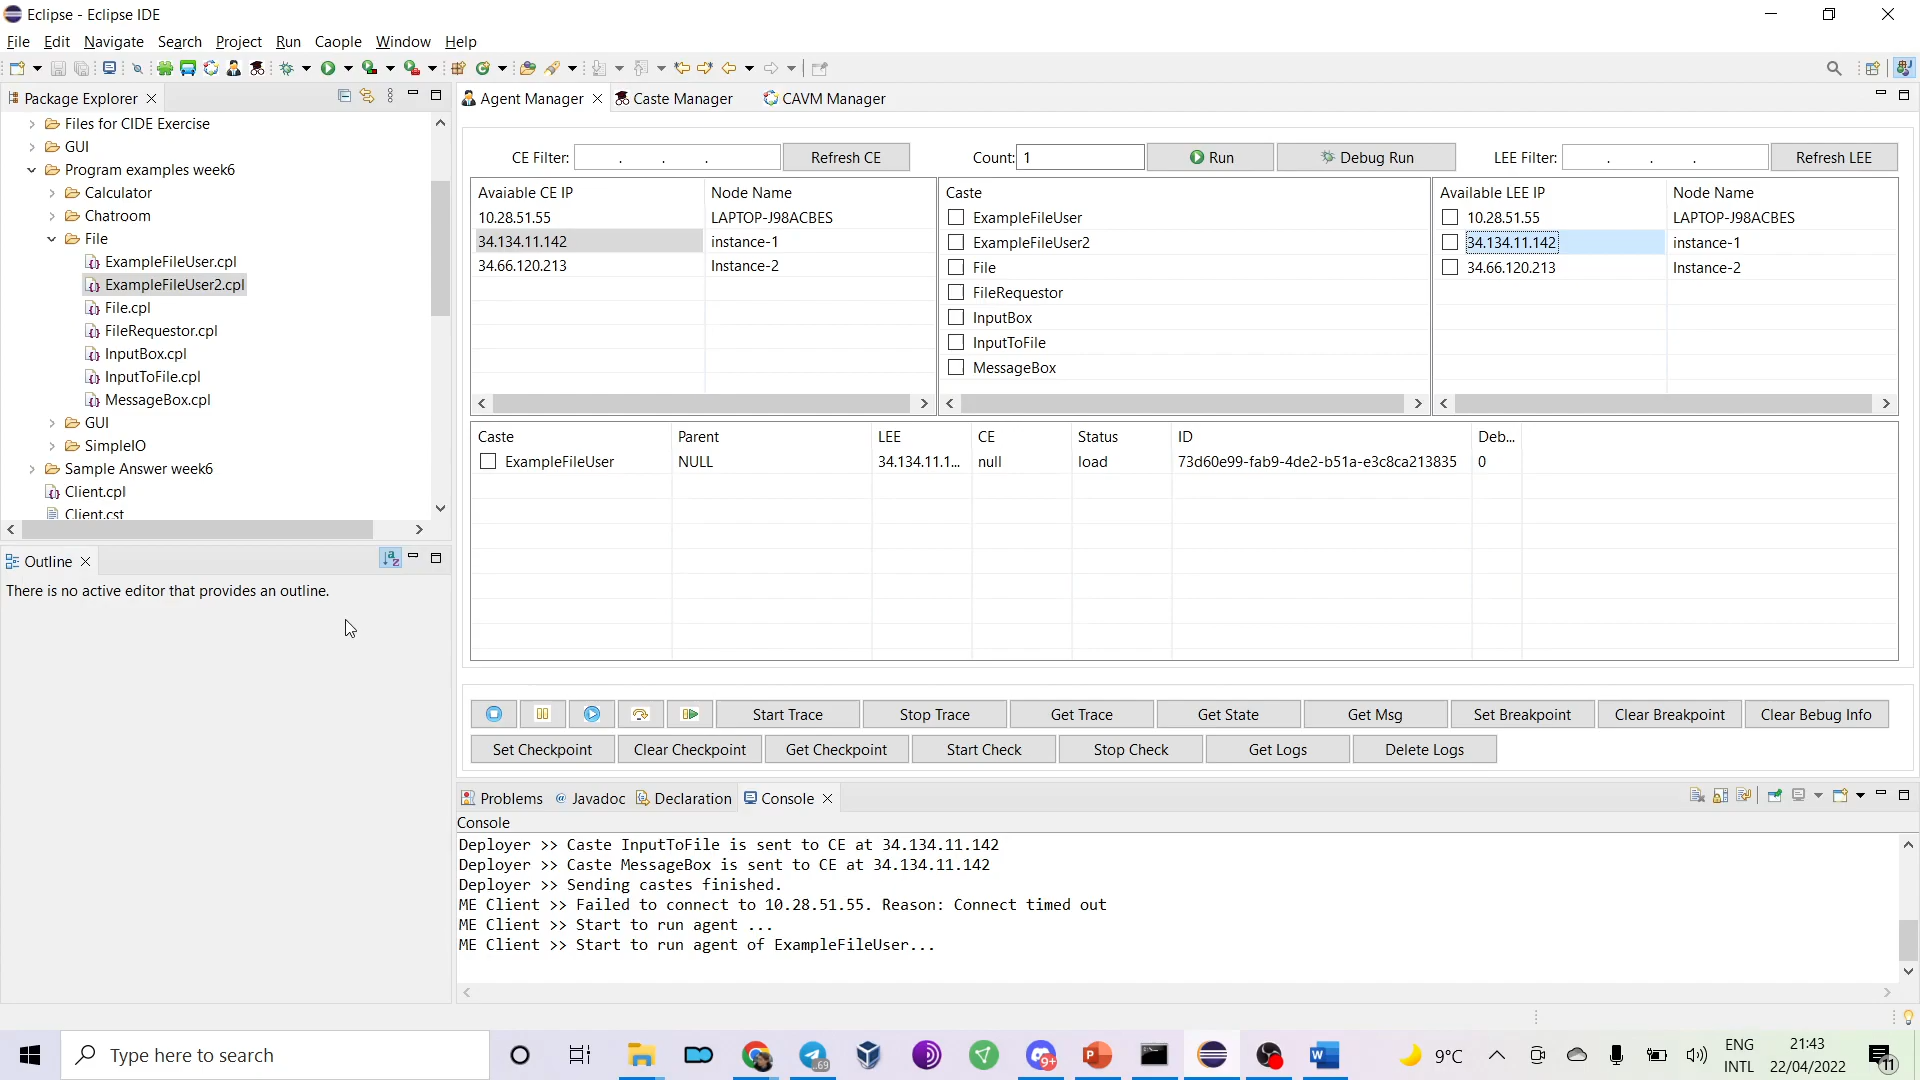 Eclipse - Eclipse IDE
File Edit Navigate Search Project Run Caople Window Help
Package Explorer
Files for CIDE Exercise
GUI
Program examples week6
Calculator
Chatroom
File
ExampleFileUser.cpl
ExampleFileUser2.cpl
File.cpl
FileRequestor.cpl
InputBox.cpl
InputToFile.cpl
MessageBox.cpl
GUI
SimpleIO
Sample Answer week6
Client.cpl
Client.cst
Outline
There is no active editor that provides an outline.
Agent Manager Caste Manager CAVM Manager
CE Filter: . . . Refresh CE Count: 1 Run Debug Run LEE Filter: . . . Refresh LEE
Avaiable CE IP Node Name
10.28.51.55 LAPTOP-J98ACBES
34.134.11.142 instance-1
34.66.120.213 Instance-2
Caste
ExampleFileUser
ExampleFileUser2
File
FileRequestor
InputBox
InputToFile
MessageBox
Available LEE IP Node Name
10.28.51.55 LAPTOP-J98ACBES
34.134.11.142 instance-1
34.66.120.213 Instance-2
Caste Parent LEE CE Status ID Deb...
ExampleFileUser NULL 34.134.11.1... null load 73d60e99-fab9-4de2-b51a-e3c8ca213835 0
Start Trace Stop Trace Get Trace Get State Get Msg Set Breakpoint Clear Breakpoint Clear Bebug Info
Set Checkpoint Clear Checkpoint Get Checkpoint Start Check Stop Check Get Logs Delete Logs
Problems @ Javadoc Declaration Console
Console
Deployer >> Caste InputToFile is sent to CE at 34.134.11.142
Deployer >> Caste MessageBox is sent to CE at 34.134.11.142
Deployer >> Sending castes finished.
ME Client >> Failed to connect to 10.28.51.55. Reason: Connect timed out
ME Client >> Start to run agent ...
ME Client >> Start to run agent of ExampleFileUser...
Type here to search
69
9+
9°C
ENG
INTL
21:43
22/04/2022
11